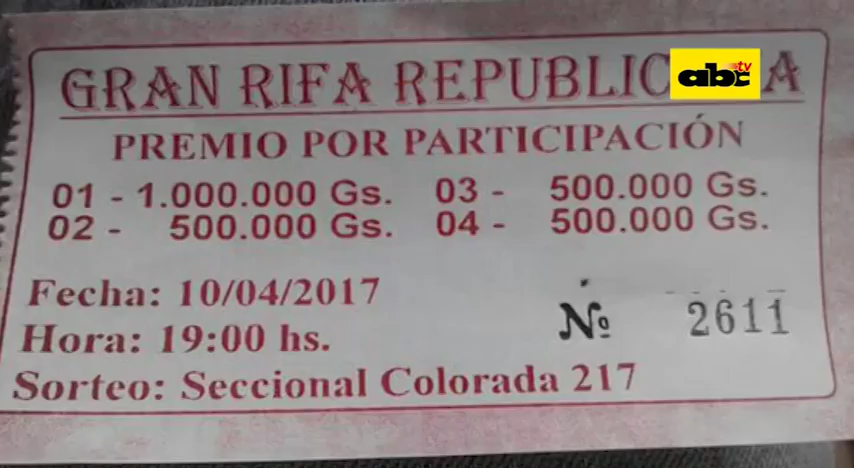 GRAN RIFA REPUBLIC A
abc tv
PREMIO POR PARTICIPACIÓN
01 - 1.000.000 Gs. 03 - 500.000 Gs.
02 - 500.000 Gs. 04 - 500.000 Gs.
Fecha: 10/04/2017
Nº 2611
Hora: 19:00 hs.
Sorteo: Seccional Colorada 217